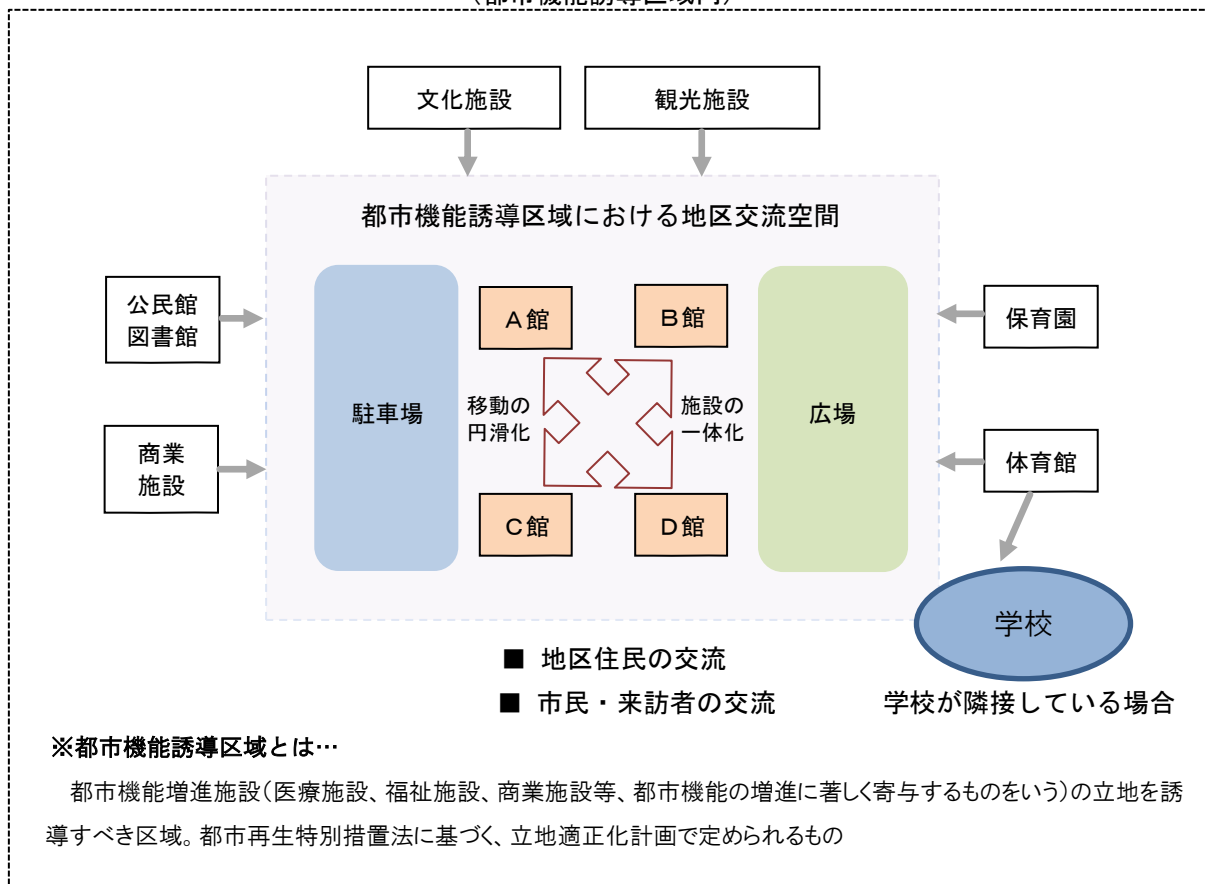 （都市機能誘導区域内）
文化施設
観光施設
都市機能誘導区域における地区交流空間
公民館
図書館
商業
施設
駐車場
Ａ館
Ｂ館
移動の
円滑化
施設の
一体化
Ｃ館
Ｄ館
広場
保育園
体育館
学校
学校が隣接している場合
■ 地区住民の交流
■ 市民・来訪者の交流
※都市機能誘導区域とは…
都市機能増進施設（医療施設、福祉施設、商業施設等、都市機能の増進に著しく寄与するものをいう）の立地を誘
導すべき区域。都市再生特別措置法に基づく、立地適正化計画で定められるもの